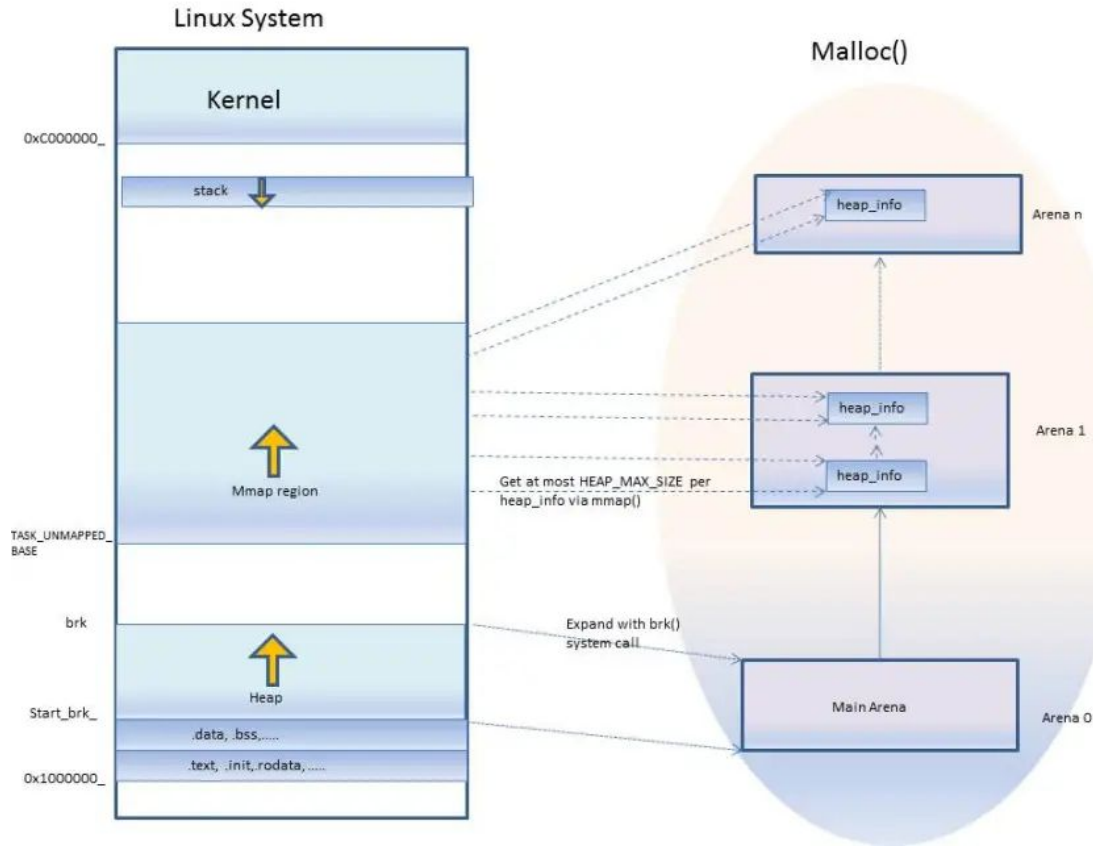 Linux System
Malloc()
Kernel
0xC000000_
stack
heap_info
Arena n
heap_info
Arena 1
heap_info
Mmap region
Get at most HEAP_MAX_SIZE per
heap_info via mmap()
TASK_UNMAPPED_
BASE
brk
Expand with brk()
system call
Heap
Start_brk_
Main Arena
Arena 0
.data, .bss,.....
.text, .init,.rodata, .....
0x1000000_